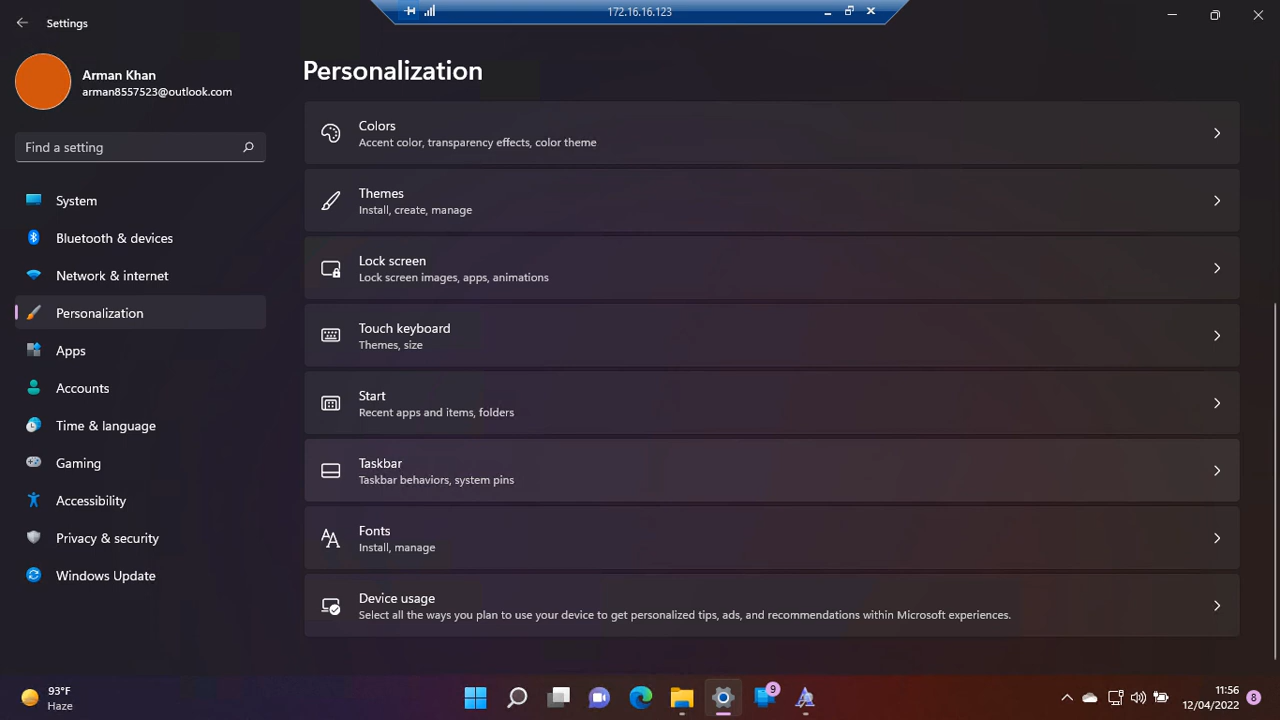 Settings
172.16.16.123
Arman Khan
arman8557523@outlook.com
Find a setting
System
Bluetooth & devices
Network & internet
Personalization
Apps
Accounts
Time & language
Gaming
Accessibility
Privacy & security
Windows Update
Personalization
Colors
Accent color, transparency effects, color theme
Themes
Install, create, manage
Lock screen
Lock screen images, apps, animations
Touch keyboard
Themes, size
Start
Recent apps and items, folders
Taskbar
Taskbar behaviors, system pins
Fonts
Install, manage
Device usage
Select all the ways you plan to use your device to get personalized tips, ads, and recommendations within Microsoft experiences.
93°F
Haze
9
11:56
12/04/2022
8